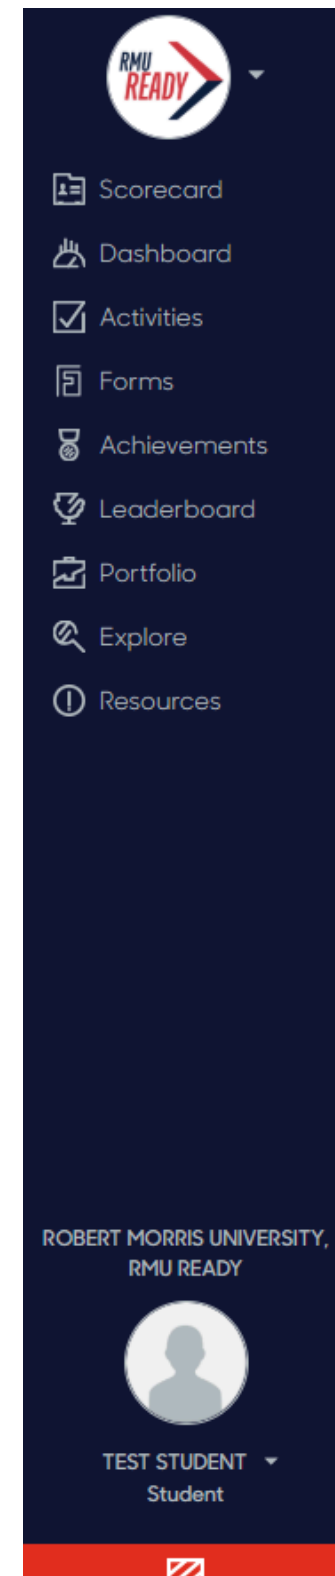 RMU
READY
Scorecard
Dashboard
Activities
Forms
Achievements
Leaderboard
Portfolio
Explore
Resources
ROBERT MORRIS UNIVERSITY,
RMU READY
TEST STUDENT
Student